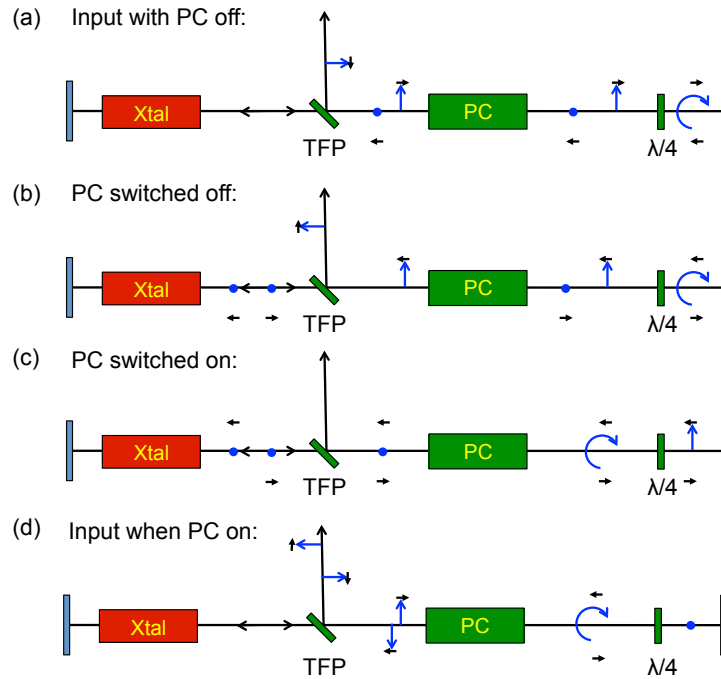 (a) Input with PC off:
Xtal
PC
TFP
λ/4
(b) PC switched off:
Xtal
PC
TFP
λ/4
(c) PC switched on:
Xtal
PC
TFP
λ/4
(d) Input when PC on:
Xtal
PC
TFP
λ/4